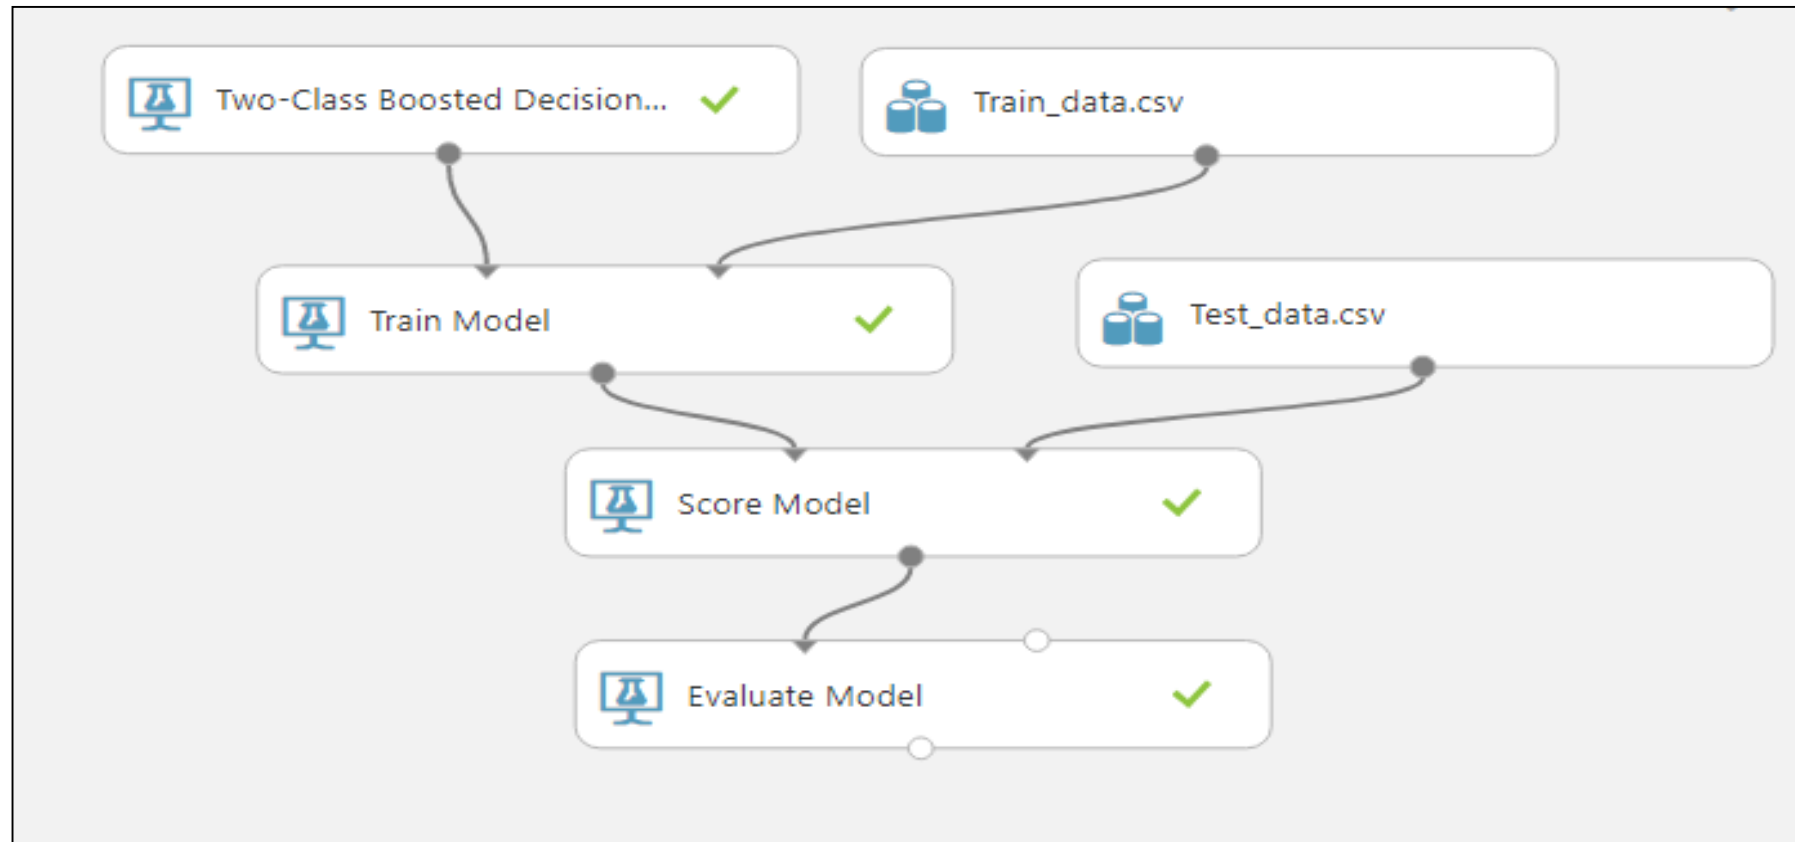 Two-Class Boosted Decision...
Train_data.csv
Train Model
Test_data.csv
Score Model
Evaluate Model